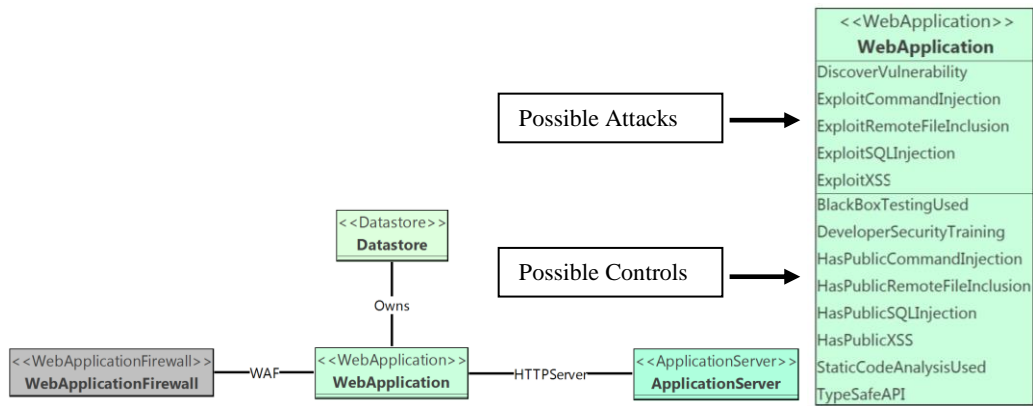 <<WebApplication>>
WebApplication
DiscoverVulnerability
ExploitCommandInjection
ExploitRemoteFileInclusion
ExploitSQLInjection
ExploitXSS
BlackBoxTestingUsed
DeveloperSecurityTraining
HasPublicCommandInjection
HasPublicRemoteFileInclusion
HasPublicSQLInjection
HasPublicXSS
StaticCodeAnalysisUsed
TypeSafeAPI
Possible Attacks
Possible Controls
<<Datastore>>
Datastore
Owns
<<WebApplicationFirewall>>
WebApplicationFirewall
WAF
<<WebApplication>>
WebApplication
HTTPServer
<<ApplicationServer>>
ApplicationServer